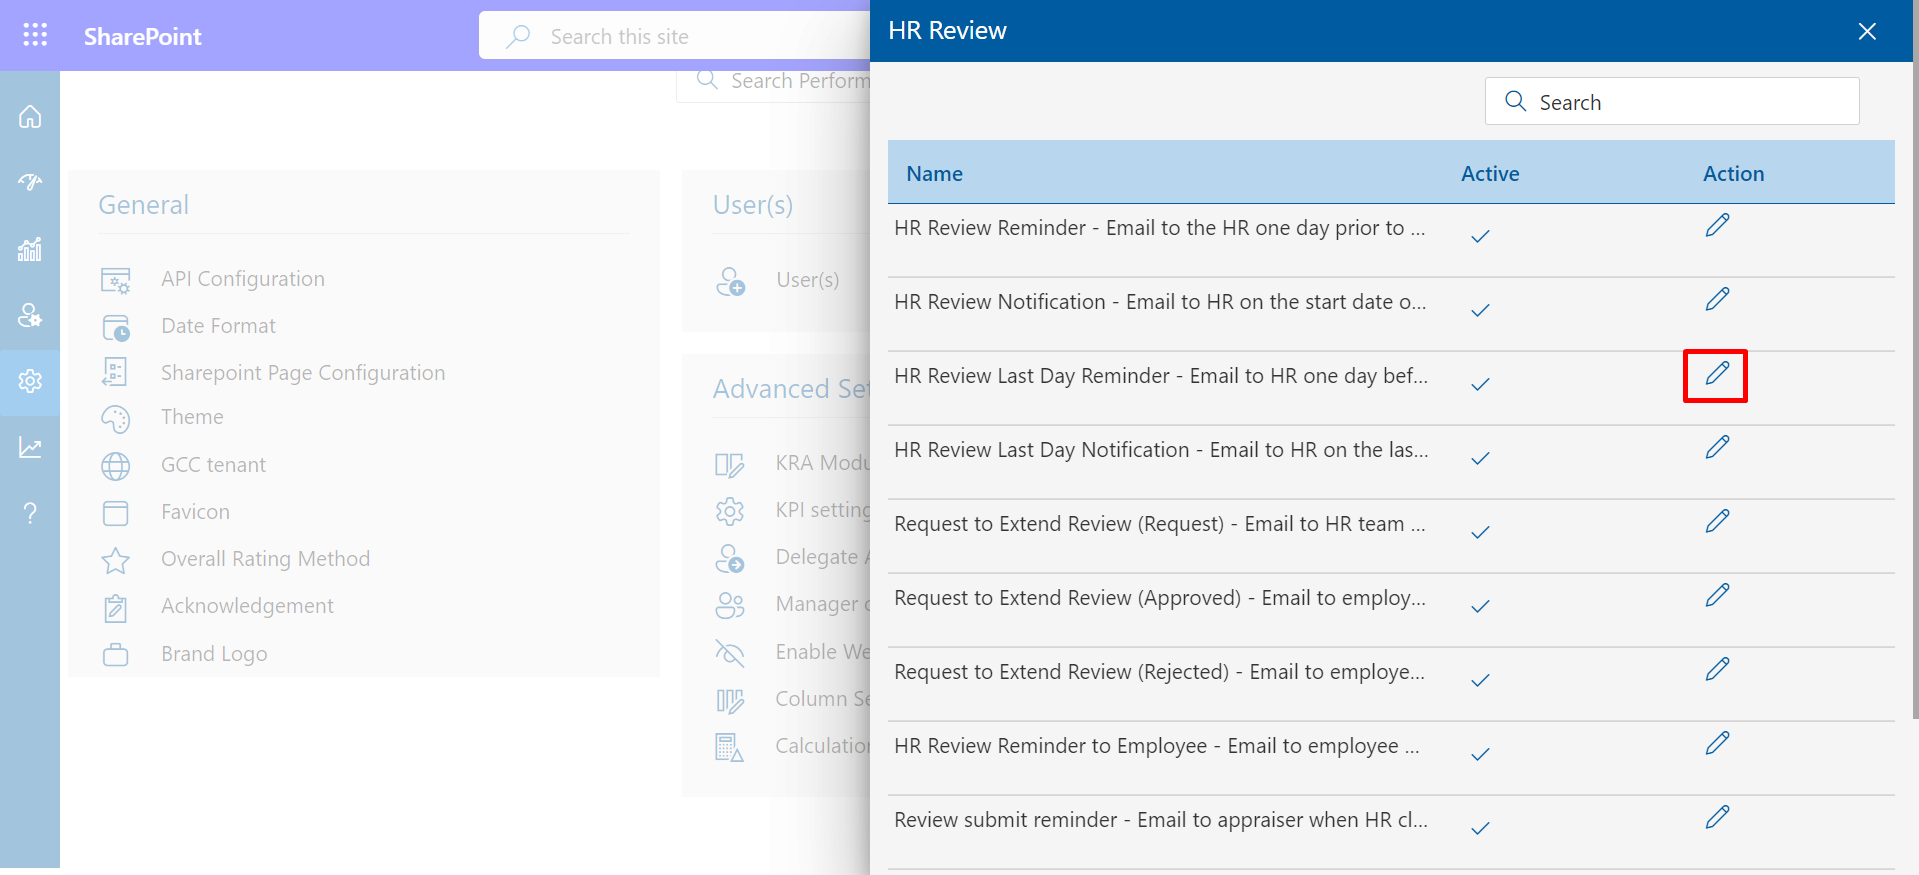 SharePoint
Search this site
Search Perform
General
API Configuration
Date Format
Sharepoint Page Configuration
Theme
GCC tenant
Favicon
Overall Rating Method
Acknowledgement
Brand Logo
User(s)
User(s)
Advanced Set
KRA Modu
KPI setting
Delegate A
Manager
Enable We
Column Se
Calculation
HR Review
Search
Name Active Action
HR Review Reminder - Email to the HR one day prior to ...
HR Review Notification - Email to HR on the start date o...
HR Review Last Day Reminder - Email to HR one day bef...
HR Review Last Day Notification - Email to HR on the las...
Request to Extend Review (Request) - Email to HR team ...
Request to Extend Review (Approved) - Email to employ...
Request to Extend Review (Rejected) - Email to employe...
HR Review Reminder to Employee - Email to employee ...
Review submit reminder - Email to appraiser when HR cl...